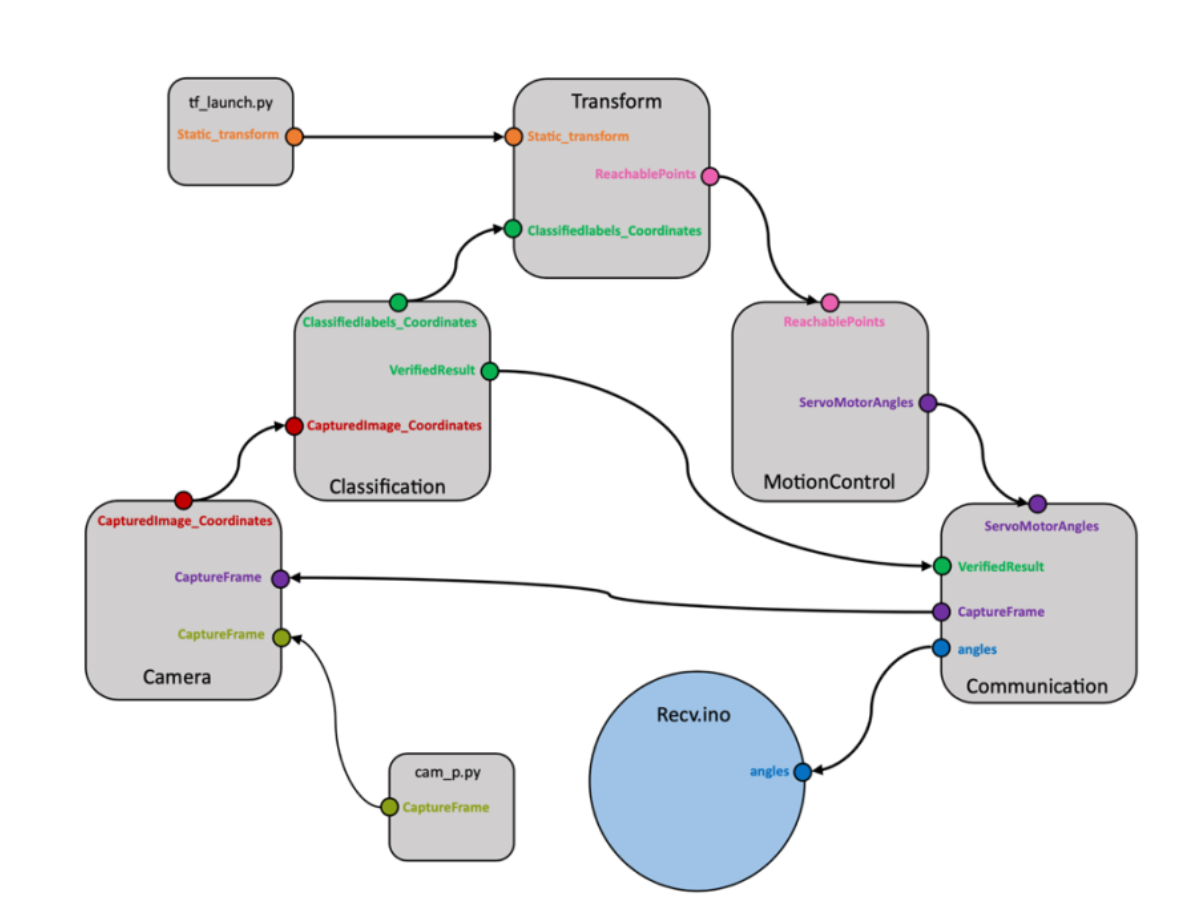 tf_launch.py
Static_transform
Transform
Static_transform
ReachablePoints
Classifiedlabels_Coordinates
Classifiedlabels_Coordinates
VerifiedResult
CapturedImage_Coordinates
Classification
ReachablePoints
ServoMotorAngles
MotionControl
CapturedImage_Coordinates
CaptureFrame
CaptureFrame
Camera
ServoMotorAngles
VerifiedResult
CaptureFrame
angles
Communication
Recv.ino
angles
cam_p.py
CaptureFrame